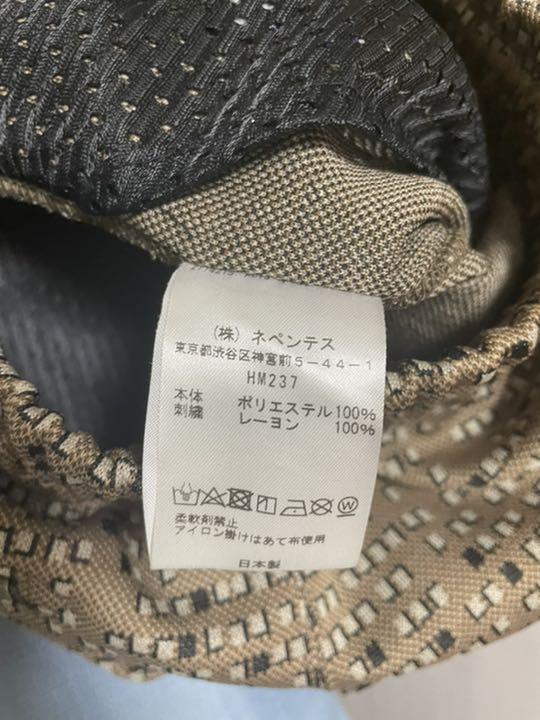 （株）ネペンテス
東京都渋谷区神宮前５－４４－１
HM237
本体 ポリエステル100%
刺繍 レーヨン 100%
柔軟剤禁止
アイロン掛けはあて布使用
日本製